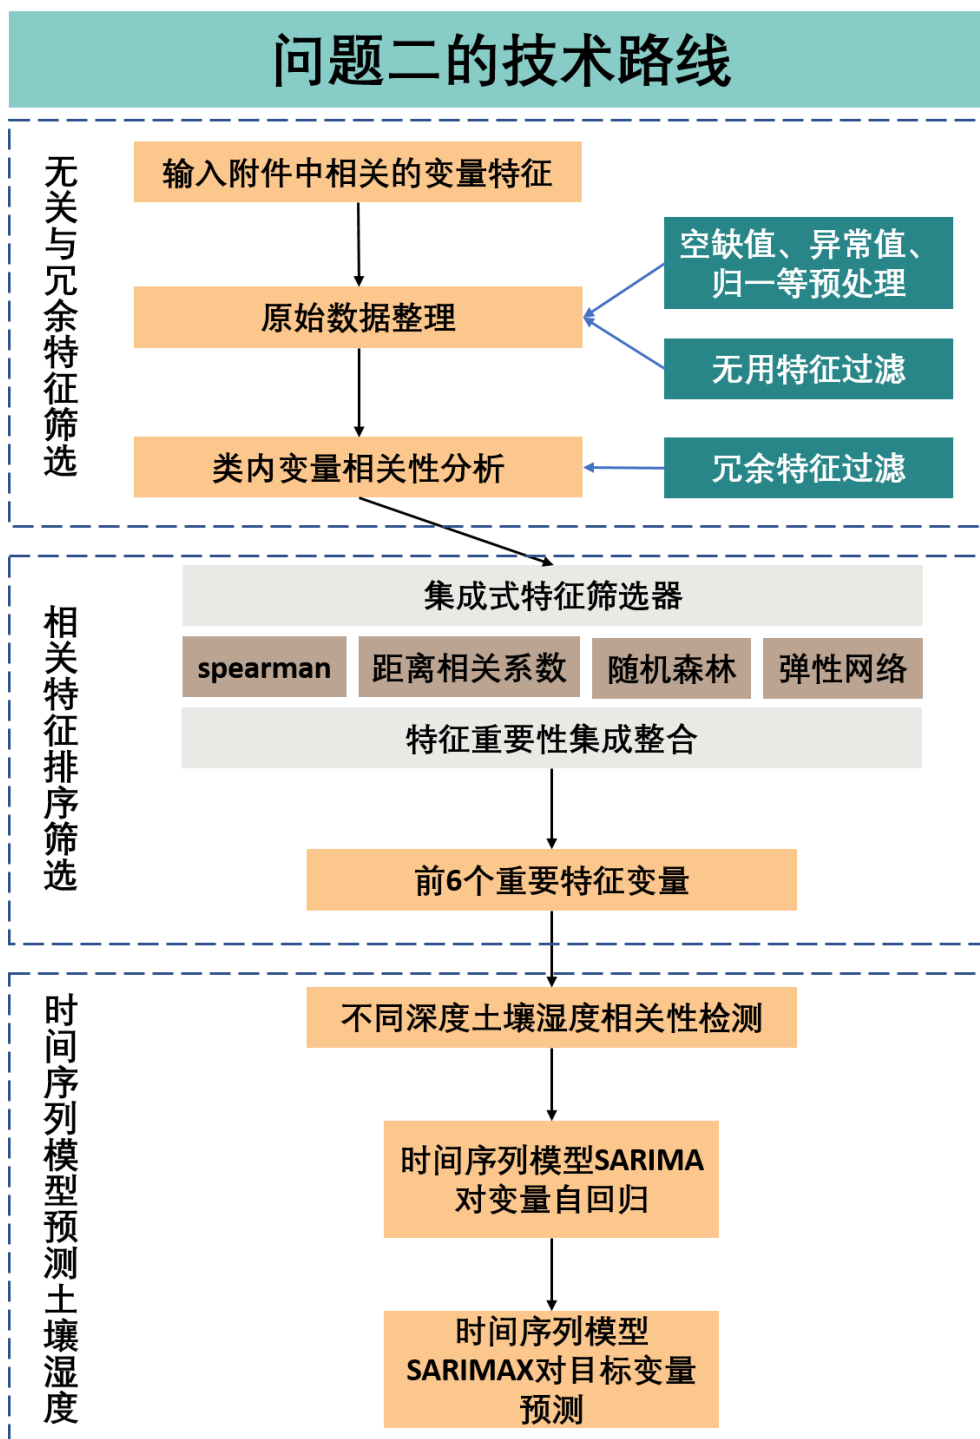 问题二的技术路线
无关与冗余特征筛选
输入附件中相关的变量特征
空缺值、异常值、
归一等预处理
原始数据整理
无用特征过滤
类内变量相关性分析
冗余特征过滤
相关特征排序筛选
集成式特征筛选器
spearman
距离相关系数
随机森林
弹性网络
特征重要性集成整合
前6个重要特征变量
时间序列模型预测土壤湿度
不同深度土壤湿度相关性检测
时间序列模型SARIMA
对变量自回归
时间序列模型
SARIMAX对目标变量
预测